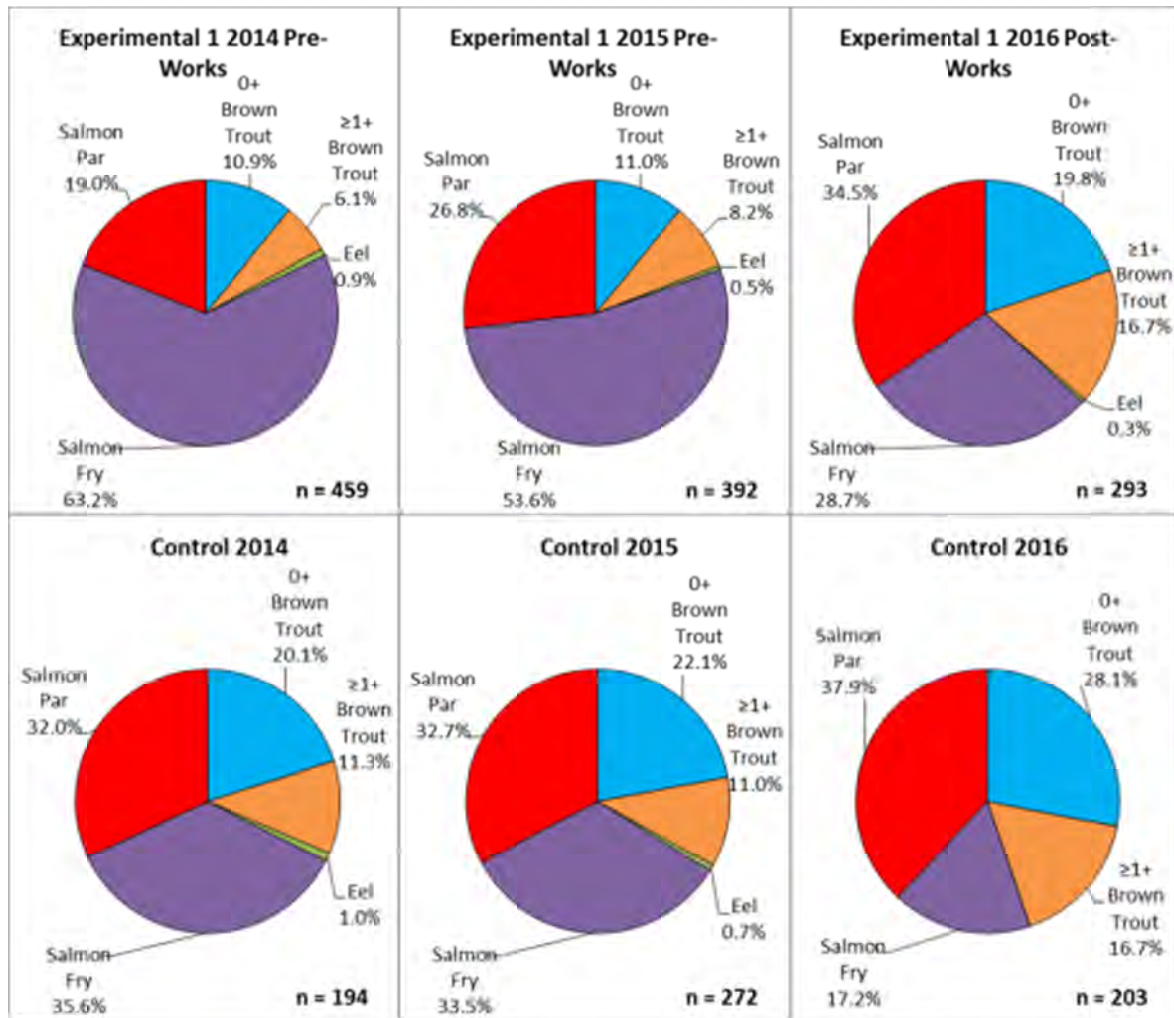 Experimental 1 2014 Pre-
Works
0+
Brown
Trout
10.9%
≥1+
Brown
Trout
6.1%
Eel
0.9%
Salmon
Fry
63.2%
Salmon
Par
19.0%
n = 459
Experimental 1 2015 Pre-
Works
0+
Brown
Trout
11.0%
≥1+
Brown
Trout
8.2%
Eel
0.5%
Salmon
Fry
53.6%
Salmon
Par
26.8%
n = 392
Experimental 1 2016 Post-
Works
0+
Brown
Trout
19.8%
≥1+
Brown
Trout
16.7%
Eel
0.3%
Salmon
Fry
28.7%
Salmon
Par
34.5%
n = 293
Control 2014
0+
Brown
Trout
20.1%
≥1+
Brown
Trout
11.3%
Eel
1.0%
Salmon
Fry
35.6%
Salmon
Par
32.0%
n = 194
Control 2015
0+
Brown
Trout
22.1%
≥1+
Brown
Trout
11.0%
Eel
0.7%
Salmon
Fry
33.5%
Salmon
Par
32.7%
n = 272
Control 2016
0+
Brown
Trout
28.1%
≥1+
Brown
Trout
16.7%
Salmon
Fry
17.2%
Salmon
Par
37.9%
n = 203